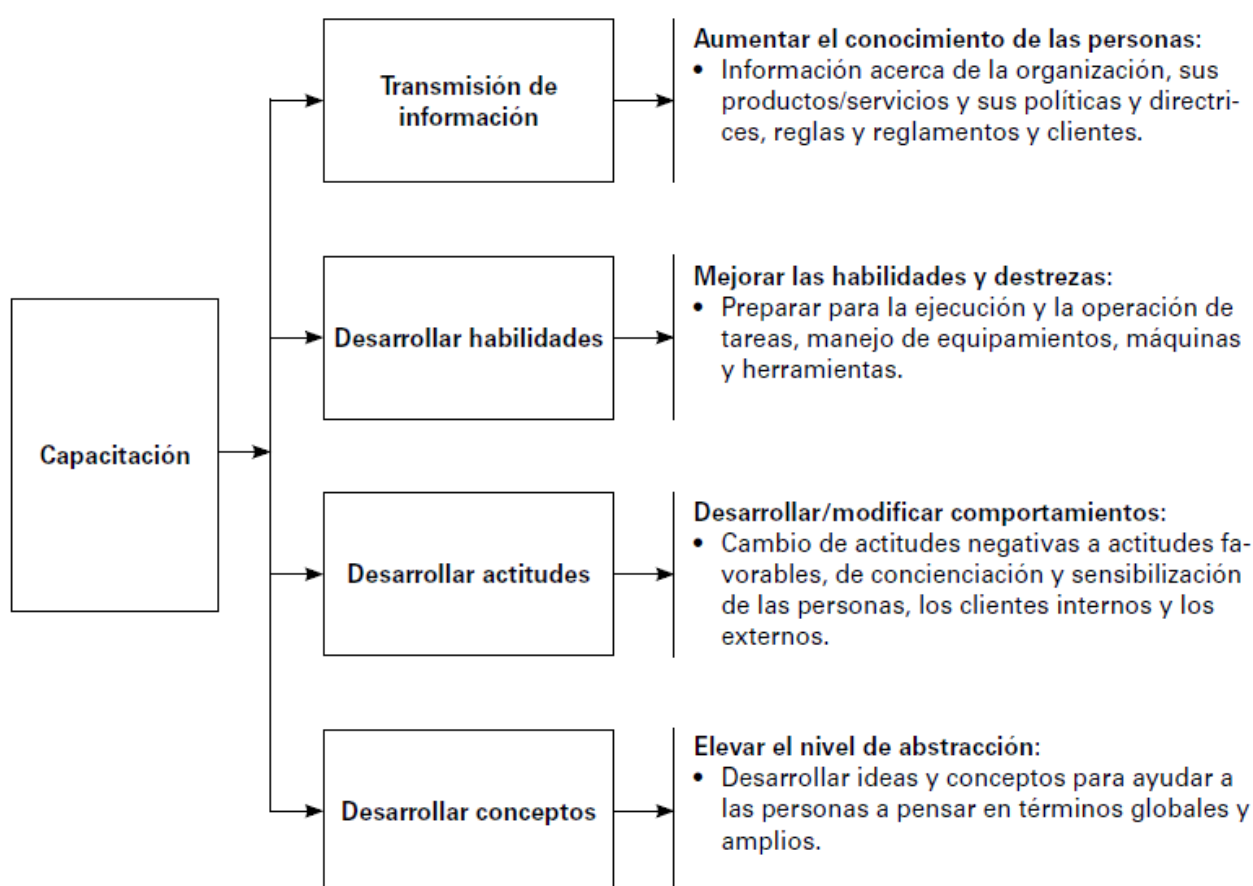 Capacitación
Transmisión de
información
Aumentar el conocimiento de las personas:
• Información acerca de la organización, sus
productos/servicios y sus políticas y directri-
ces, reglas y reglamentos y clientes.
Desarrollar habilidades
Mejorar las habilidades y destrezas:
• Preparar para la ejecución y la operación de
tareas, manejo de equipamientos, máquinas
y herramientas.
Desarrollar actitudes
Desarrollar/modificar comportamientos:
• Cambio de actitudes negativas a actitudes fa-
vorables, de concienciación y sensibilización
de las personas, los clientes internos y los
externos.
Desarrollar conceptos
Elevar el nivel de abstracción:
• Desarrollar ideas y conceptos para ayudar a
las personas a pensar en términos globales y
amplios.